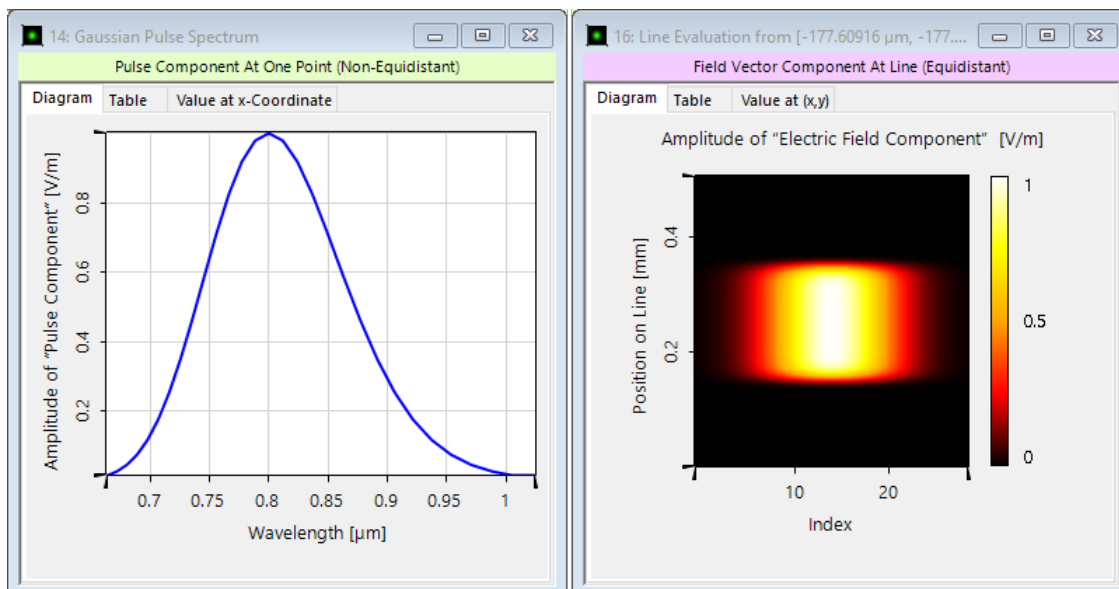 14: Gaussian Pulse Spectrum
Pulse Component At One Point (Non-Equidistant)
Diagram Table Value at x-Coordinate
Amplitude of "Pulse Component" [V/m]
0.8
0.6
0.4
0.2
0.7 0.75 0.8 0.85 0.9 0.95 1
Wavelength [µm]
16: Line Evaluation from [-177.60916 µm, -177....
Field Vector Component At Line (Equidistant)
Diagram Table Value at (x,y)
Amplitude of "Electric Field Component" [V/m]
Position on Line [mm]
0.4
0.2
10 20
Index
1
0.5
0